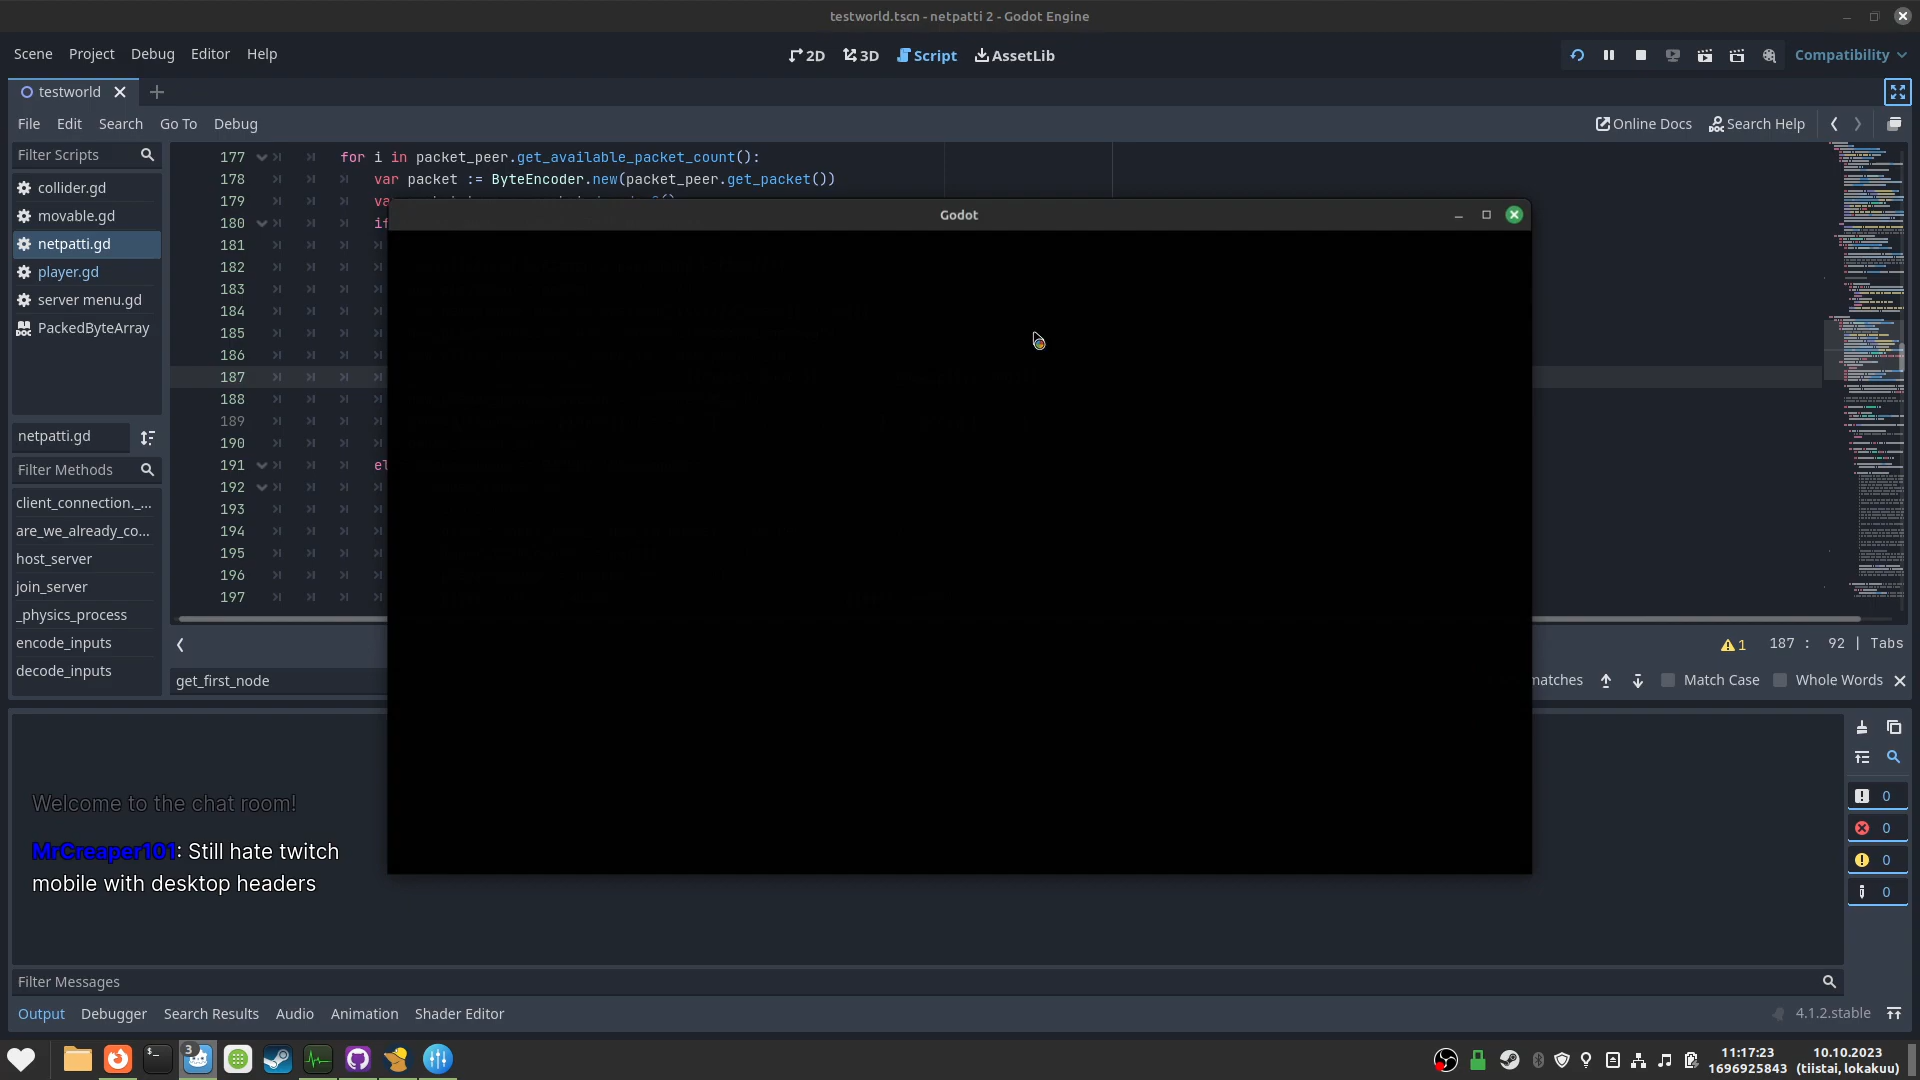 testworld.tscn - netpatti 2 - Godot Engine
Scene Project Debug Editor Help
2D 3D Script AssetLib
Compatibility
testworld
File Edit Search Go To Debug
Online Docs Search Help
Filter Scripts
collider.gd
movable.gd
netpatti.gd
player.gd
server menu.gd
PackedByteArray
netpatti.gd
Filter Methods
client_connection._...
are_we_already_co...
host_server
join_server
_physics_process
encode_inputs
decode_inputs
177 for i in packet_peer.get_available_packet_count():
178 var packet := ByteEncoder.new(packet_peer.get_packet())
179 va
180 if
181
182
183
184
185
186
187
188
189
190
191 el
192
193
194
195
196
197
Godot
1 187 : 92 | Tabs
get_first_node
matches Match Case Whole Words
Welcome to the chat room!
MrCreaper101: Still hate twitch
mobile with desktop headers
0
0
0
0
Filter Messages
Output Debugger Search Results Audio Animation Shader Editor
4.1.2.stable
3
11:17:23 10.10.2023
1696925843 (tiistai, lokakuu)